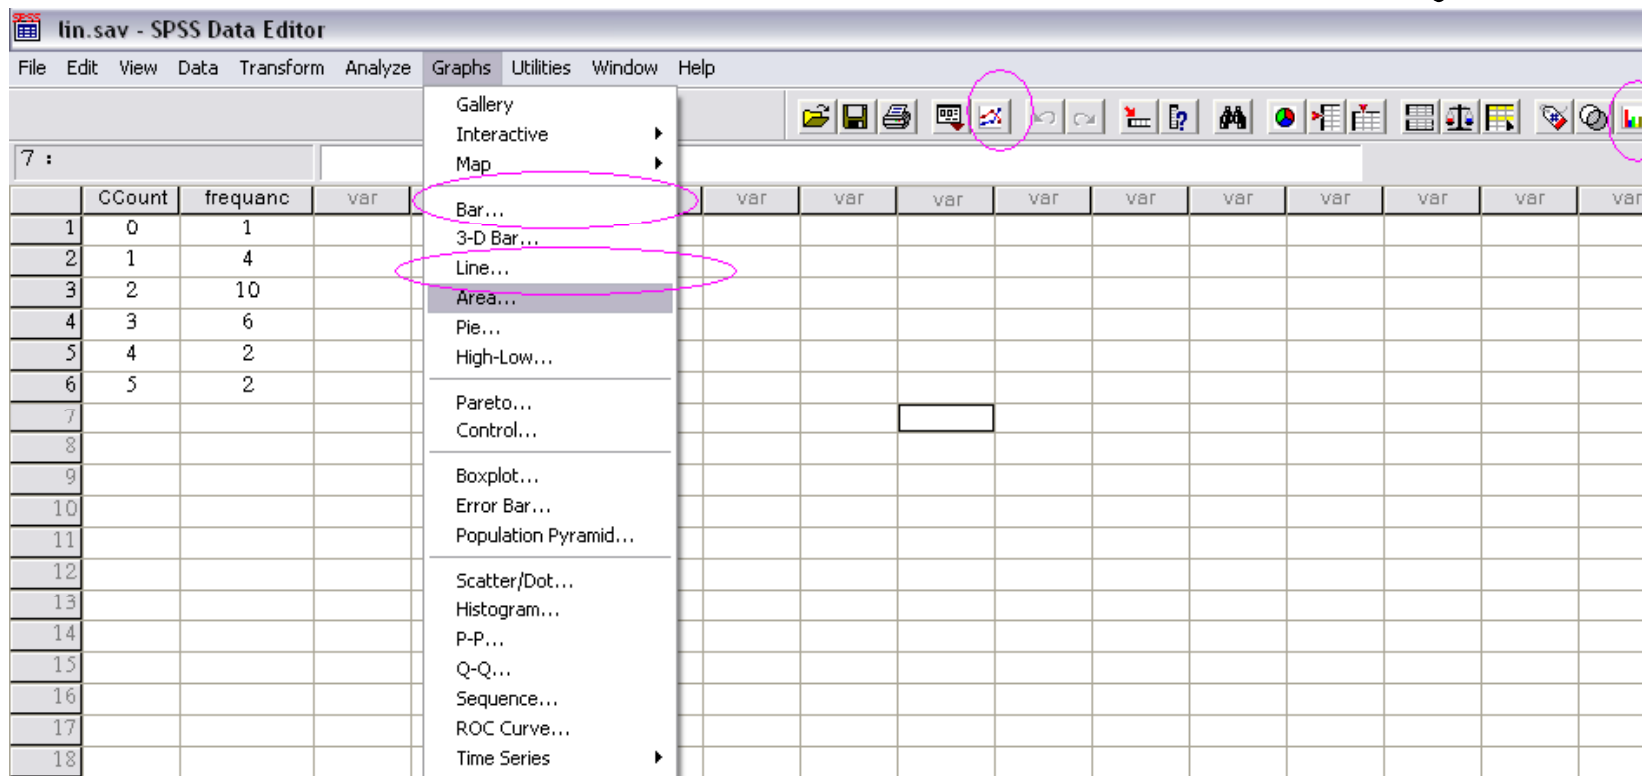 SPSS
lin.sav - SPSS Data Editor
File Edit View Data Transform Analyze Graphs Utilities Window Help
Gallery
Interactive
Map
Bar...
3-D Bar...
Line...
Area...
Pie...
High-Low...
Pareto...
Control...
Boxplot...
Error Bar...
Population Pyramid...
Scatter/Dot...
Histogram...
P-P...
Q-Q...
Sequence...
ROC Curve...
Time Series
7 :
CCount frequanc var var var var var var var var var var var
1 0 1
2 1 4
3 2 10
4 3 6
5 4 2
6 5 2
7
8
9
10
11
12
13
14
15
16
17
18